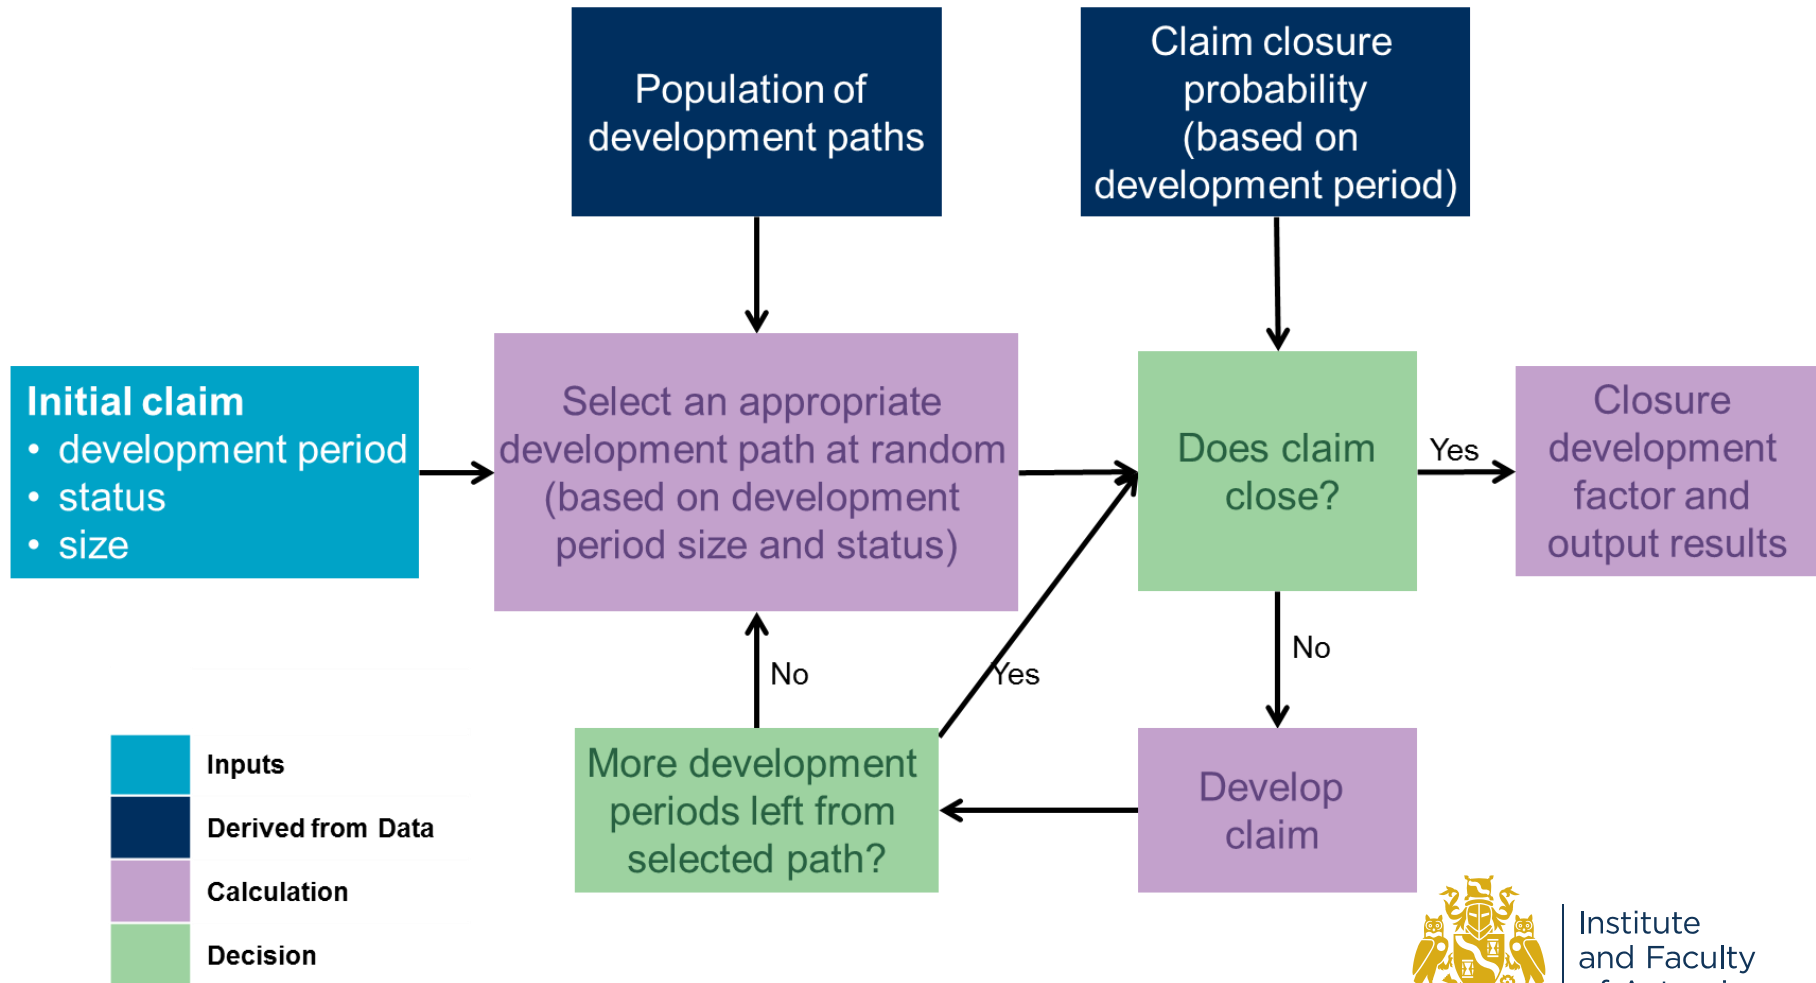 Population of
development paths
Claim closure
probability
(based on
development period)
Initial claim
• development period
• status
• size
Select an appropriate
development path at random
(based on development
period size and status)
Does claim
close?
Yes
Closure
development
factor and
output results
No
Yes
No
More development
periods left from
selected path?
Develop
claim
Inputs
Derived from Data
Calculation
Decision
Institute
and Faculty